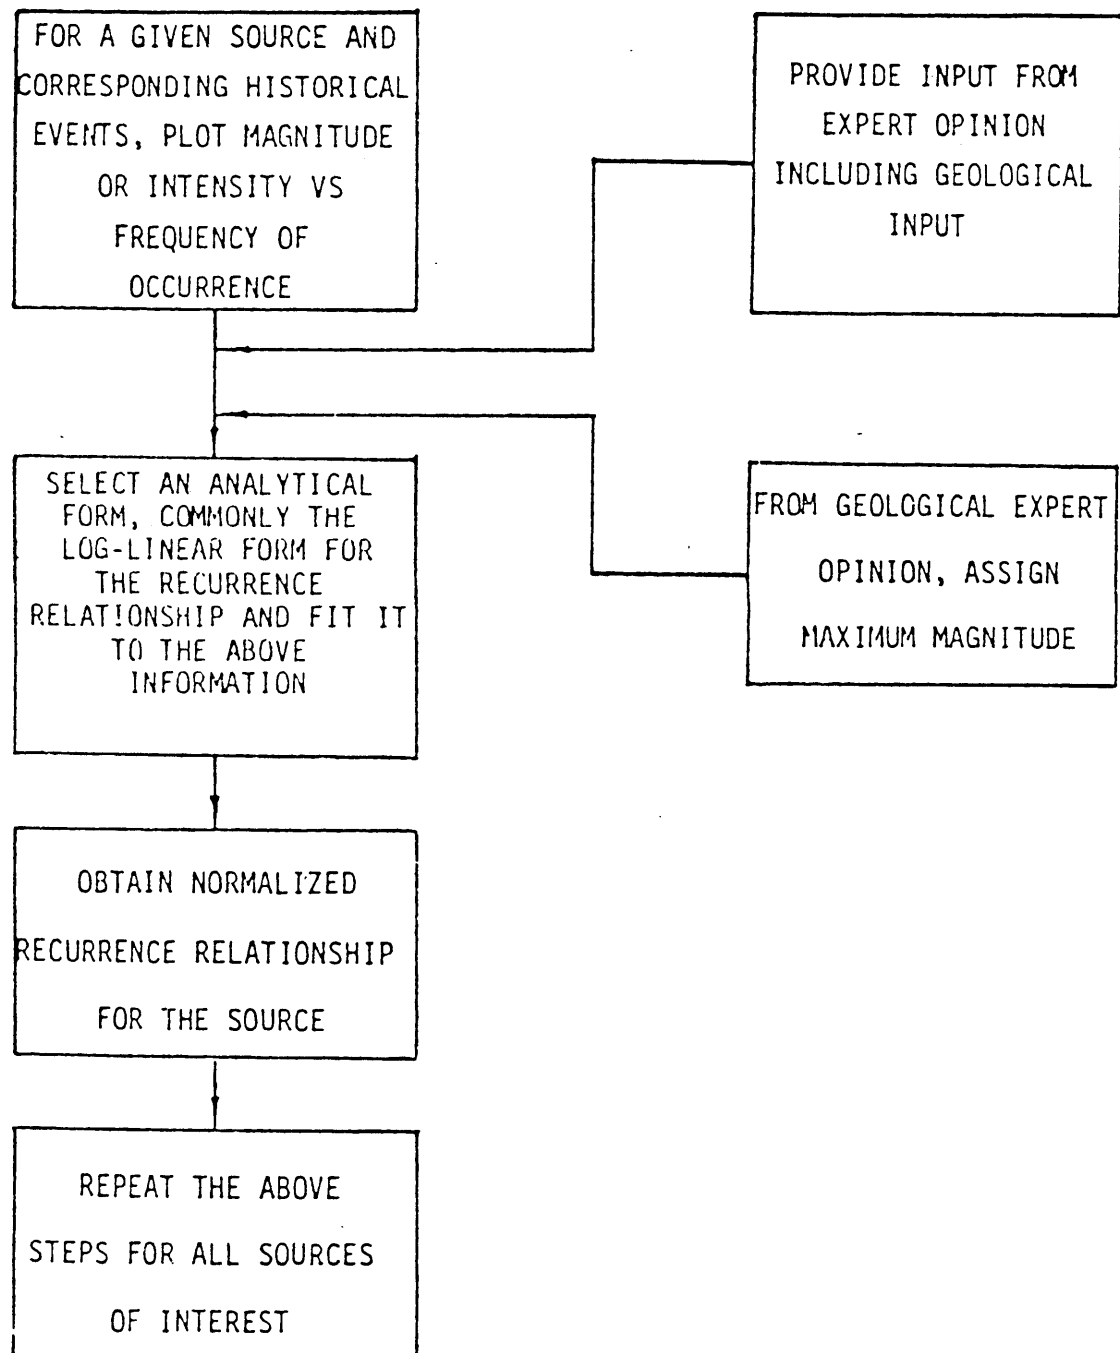 FOR A GIVEN SOURCE AND
CORRESPONDING HISTORICAL
EVENTS, PLOT MAGNITUDE
OR INTENSITY VS
FREQUENCY OF
OCCURRENCE
PROVIDE INPUT FROM
EXPERT OPINION
INCLUDING GEOLOGICAL
INPUT
SELECT AN ANALYTICAL
FORM, COMMONLY THE
LOG-LINEAR FORM FOR
THE RECURRENCE
RELATIONSHIP AND FIT IT
TO THE ABOVE
INFORMATION
FROM GEOLOGICAL EXPERT
OPINION, ASSIGN
MAXIMUM MAGNITUDE
OBTAIN NORMALIZED
RECURRENCE RELATIONSHIP
FOR THE SOURCE
REPEAT THE ABOVE
STEPS FOR ALL SOURCES
OF INTEREST